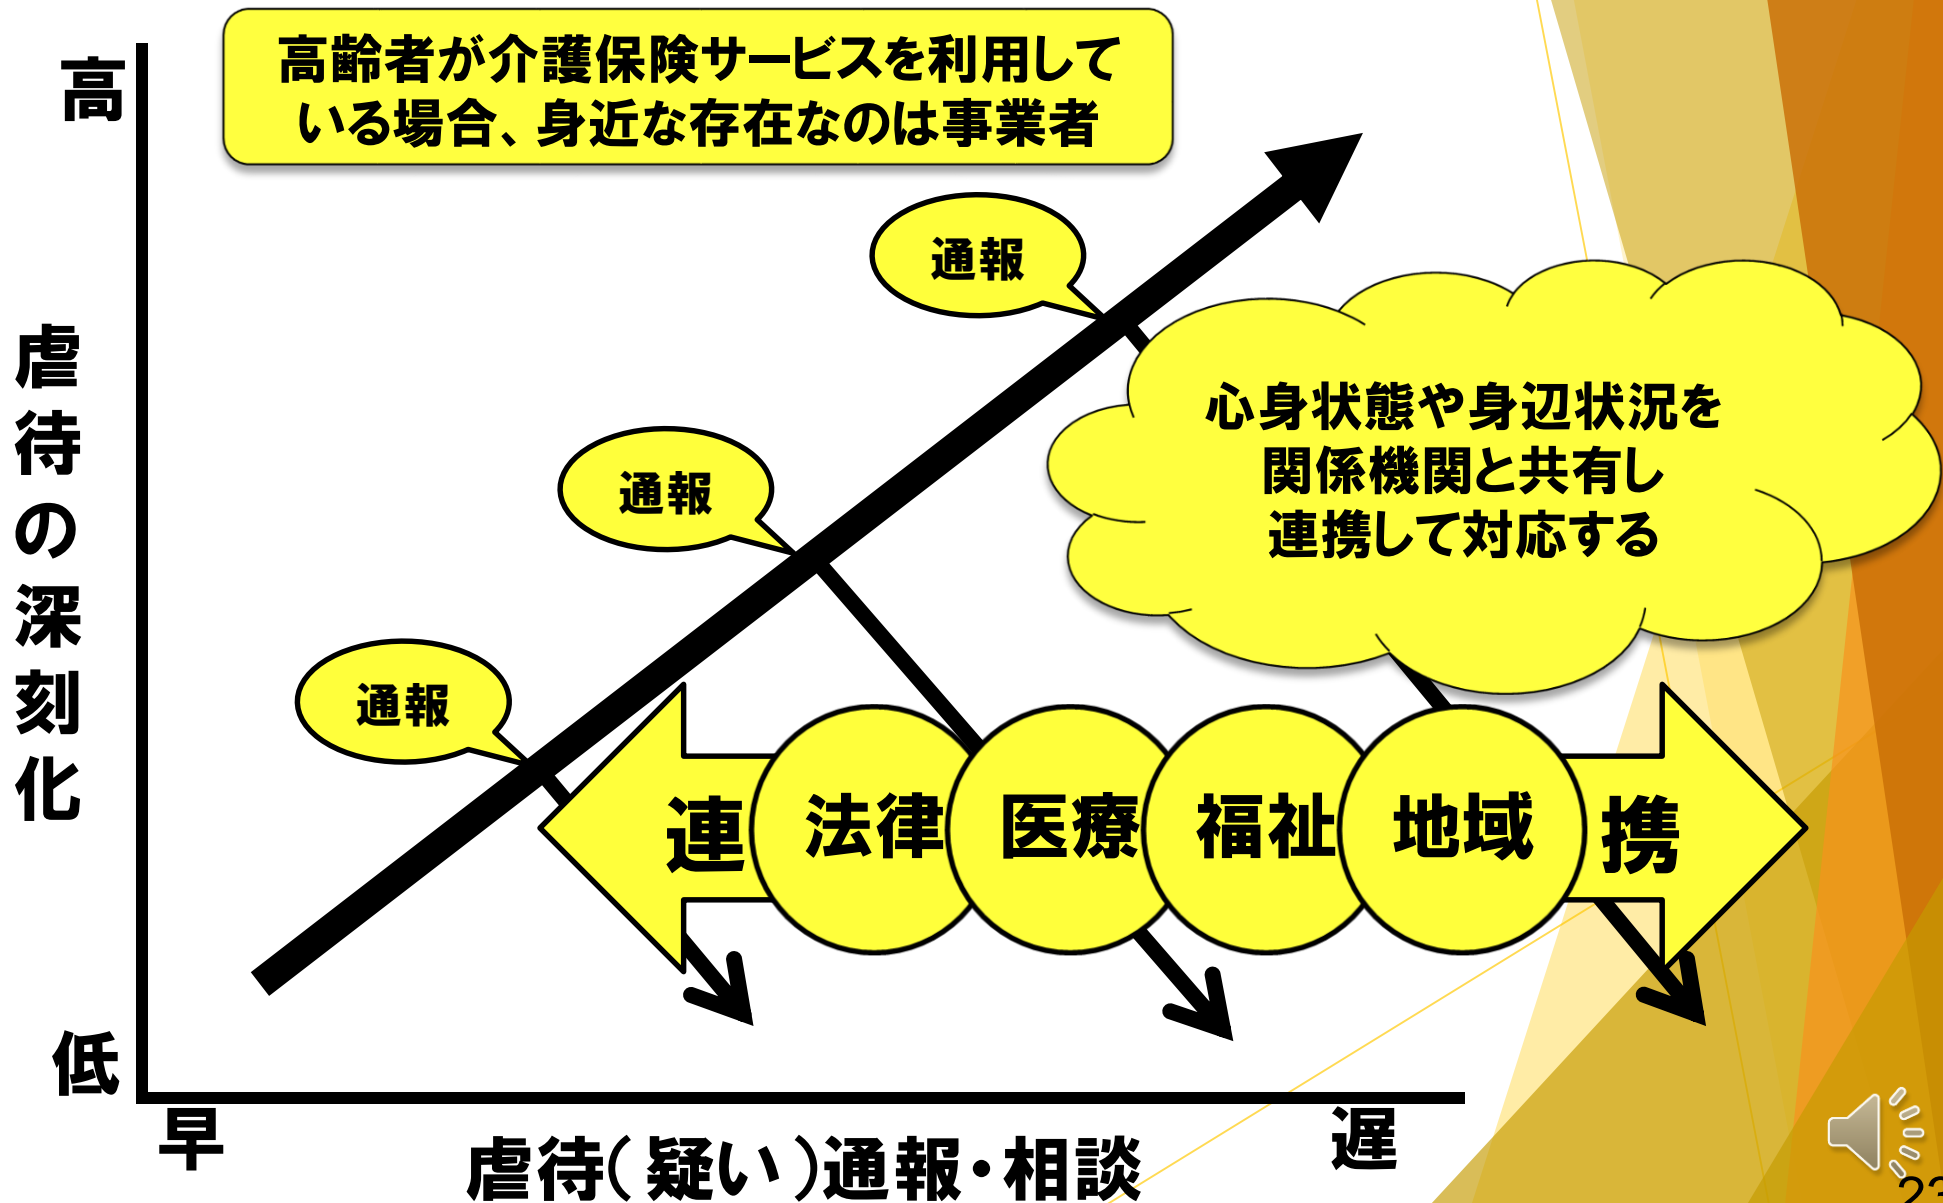 高齢者が介護保険サービスを利用して
いる場合、身近な存在なのは事業者
高
虐待の深刻化
低
通報
通報
通報
心身状態や身辺状況を
関係機関と共有し
連携して対応する
連 法律 医療 福祉 地域 携
早
遅
虐待(疑い)通報・相談